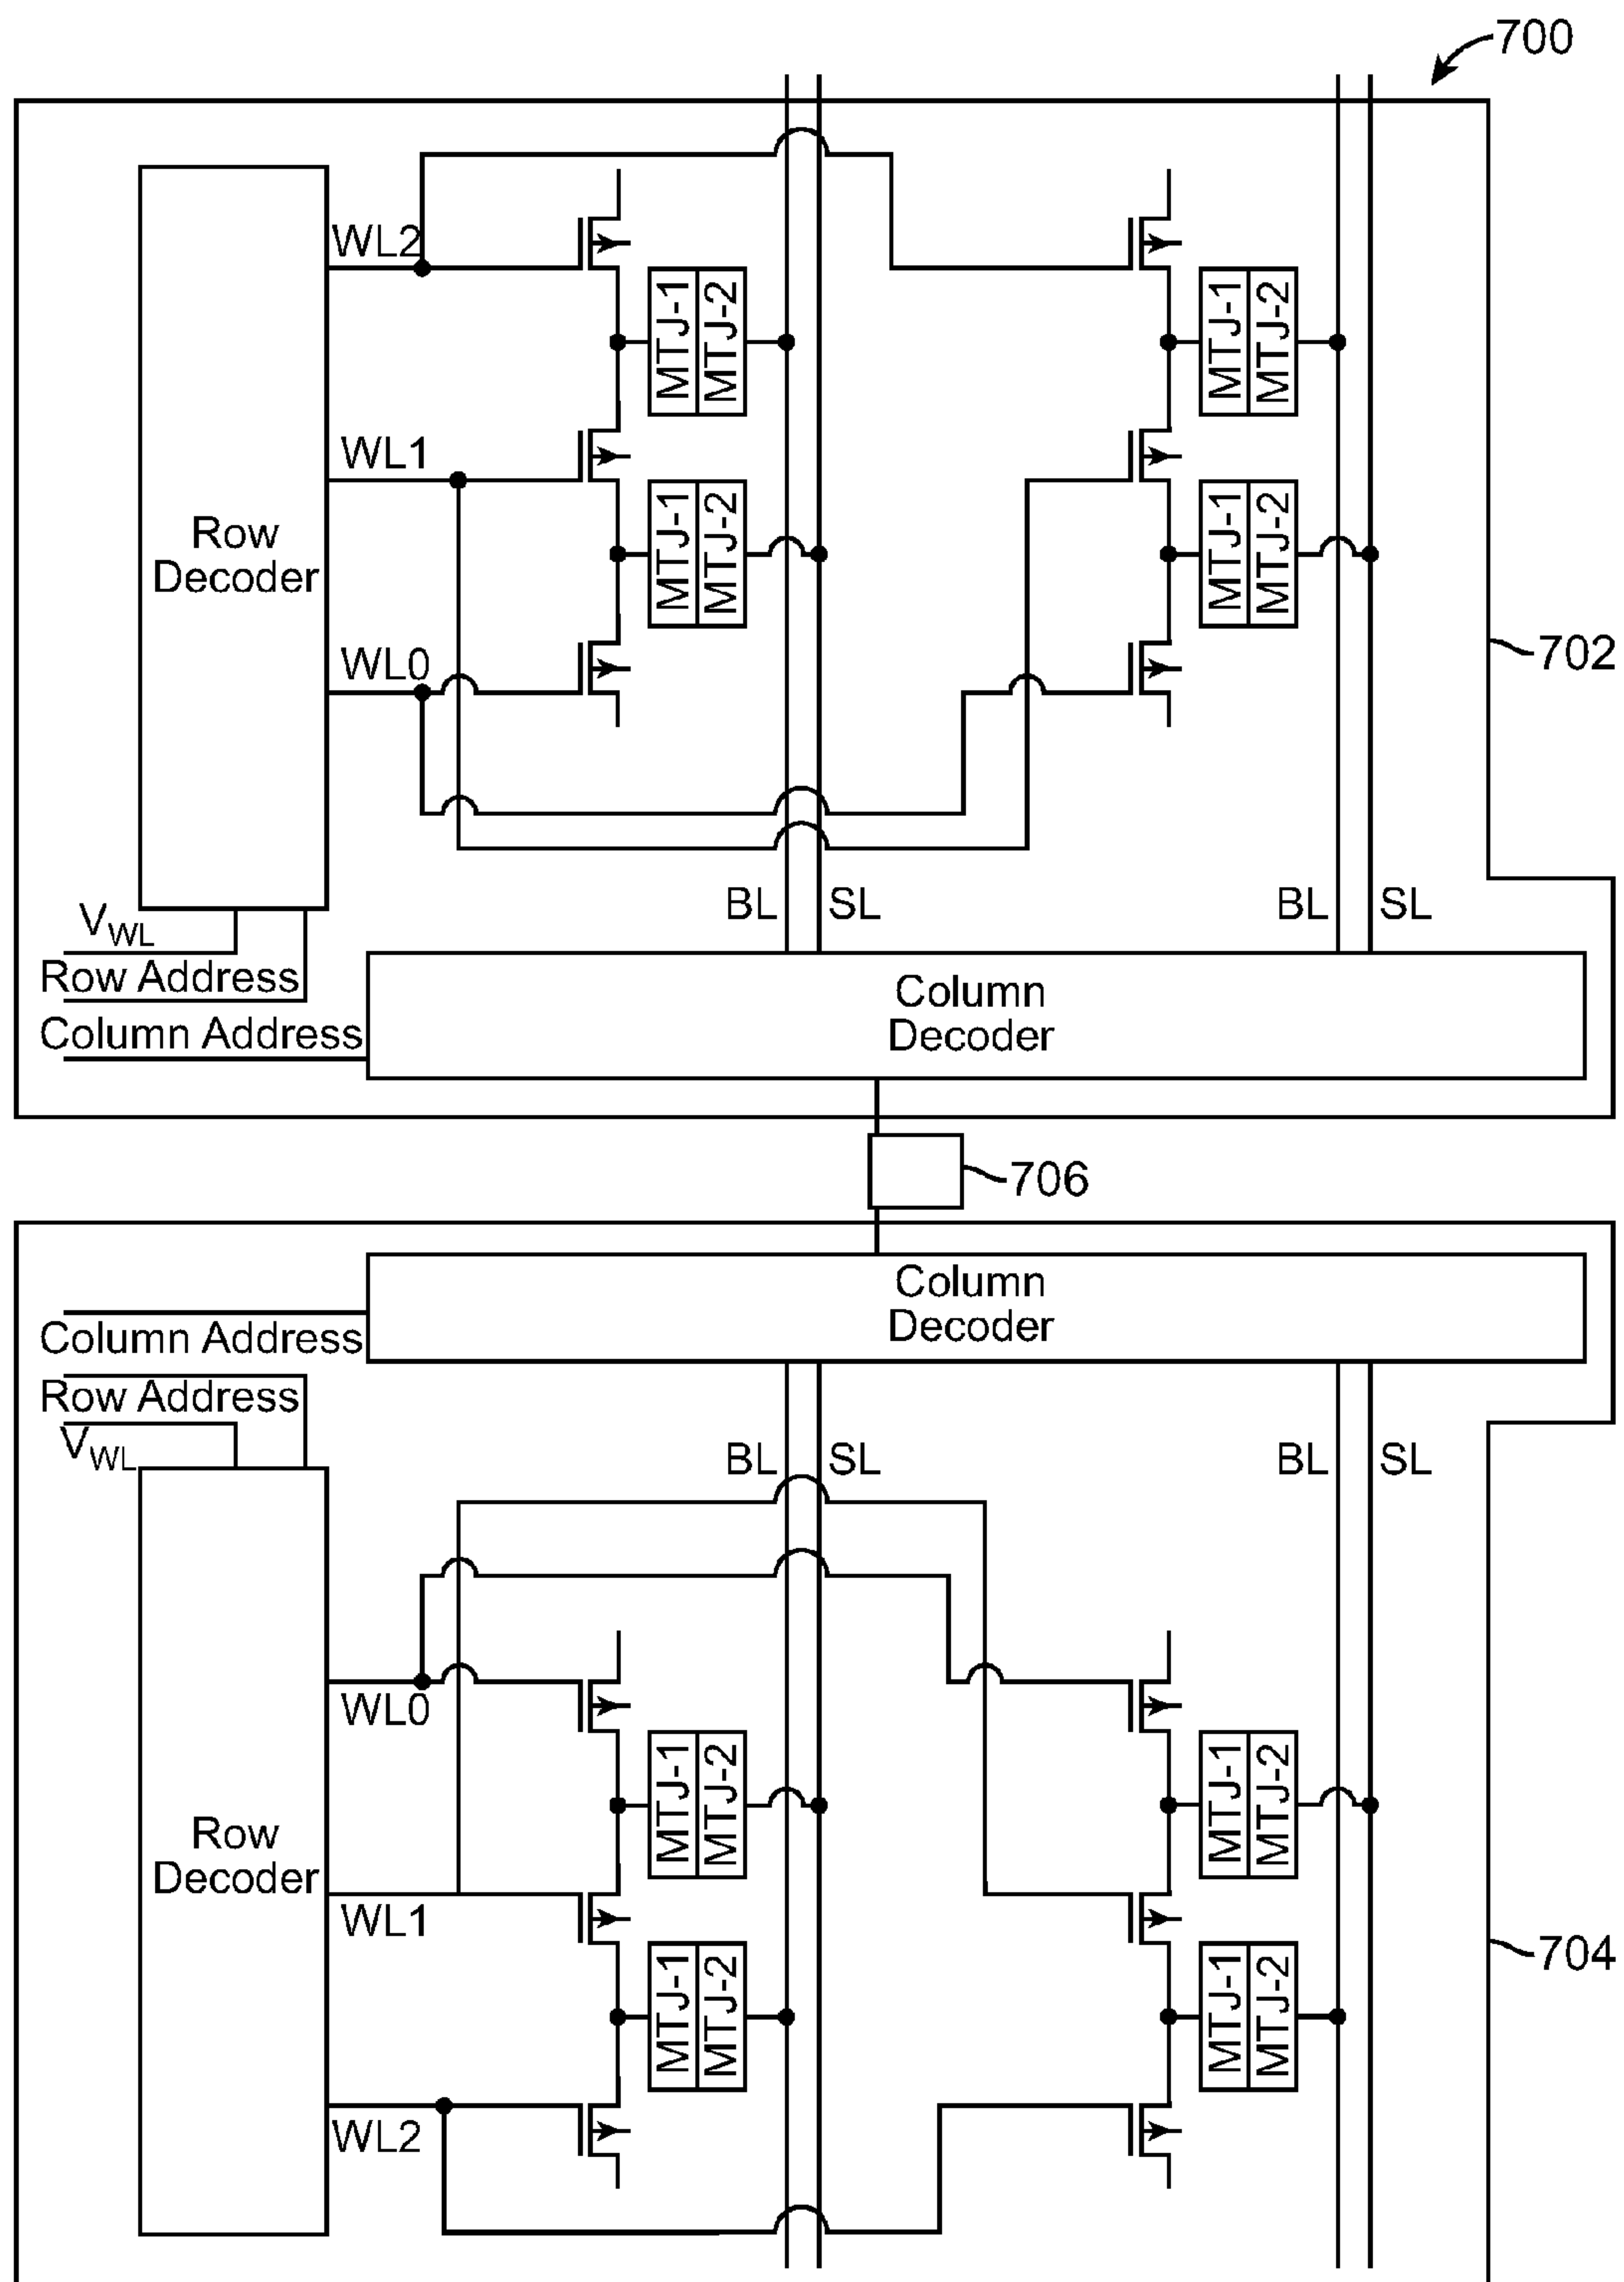 700
WL2
MTJ-1
MTJ-2
MTJ-1
MTJ-2
WL1
Row
Decoder
MTJ-1
MTJ-2
MTJ-1
MTJ-2
WL0
702
BL
SL
BL
SL
VWL
Row Address
Column Address
Column
Decoder
706
Column
Decoder
Column Address
Row Address
VWL
BL
SL
BL
SL
WL0
MTJ-1
MTJ-2
MTJ-1
MTJ-2
Row
Decoder
WL1
704
MTJ-1
MTJ-2
MTJ-1
MTJ-2
WL2